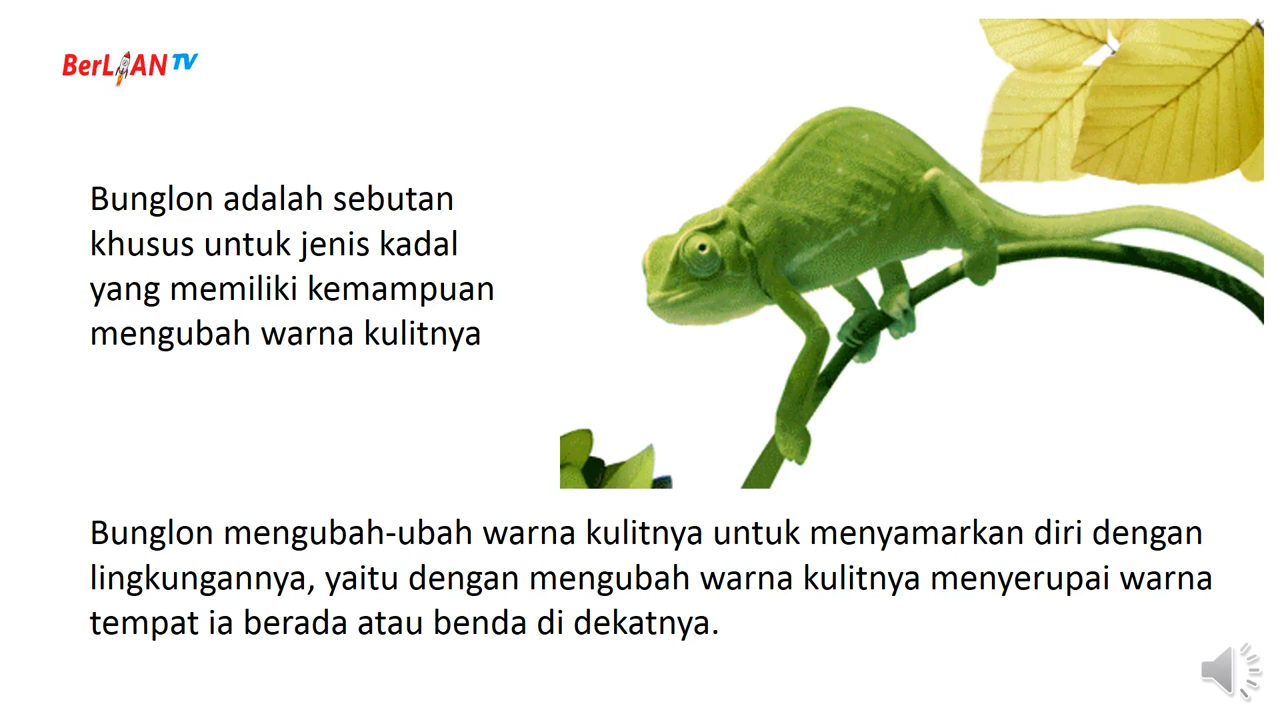 BerLIAN TV
Bunglon adalah sebutan
khusus untuk jenis kadal
yang memiliki kemampuan
mengubah warna kulitnya
Bunglon mengubah-ubah warna kulitnya untuk menyamarkan diri dengan
lingkungannya, yaitu dengan mengubah warna kulitnya menyerupai warna
tempat ia berada atau benda di dekatnya.